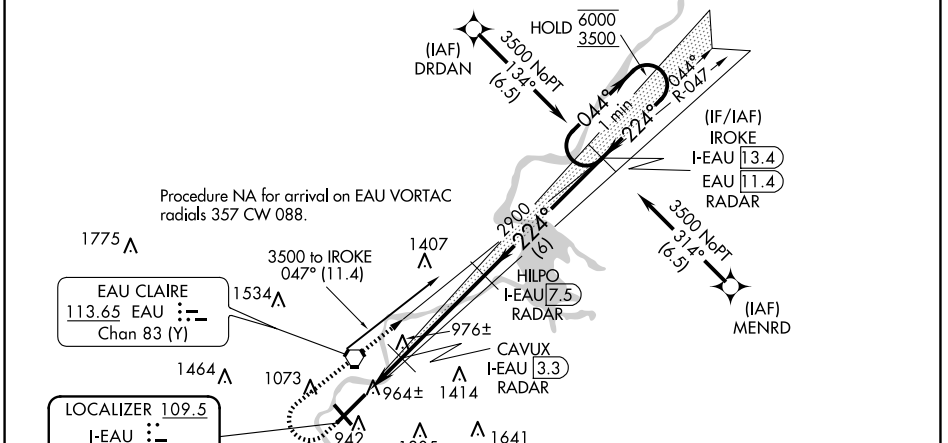 HOLD 6000
3500
(IAF)
DRDAN
3500 NoPT
134°
(6.5)
044°
1 min
224°
044°
R-047
(IF/IAF)
IROKE
I-EAU 13.4
EAU 11.4
RADAR
Procedure NA for arrival on EAU VORTAC
radials 357 CW 088.
2900
224°
(6)
3500 NoPT
314°
(6.5)
(IAF)
MENRD
1775
3500 to IROKE
047° (11.4)
1407
HILPO
I-EAU 7.5
RADAR
EAU CLAIRE
113.65 EAU
Chan 83 (Y)
1534
976±
CAVUX
I-EAU 3.3
RADAR
1464
1073
964±
1414
LOCALIZER 109.5
I-EAU
942
1641